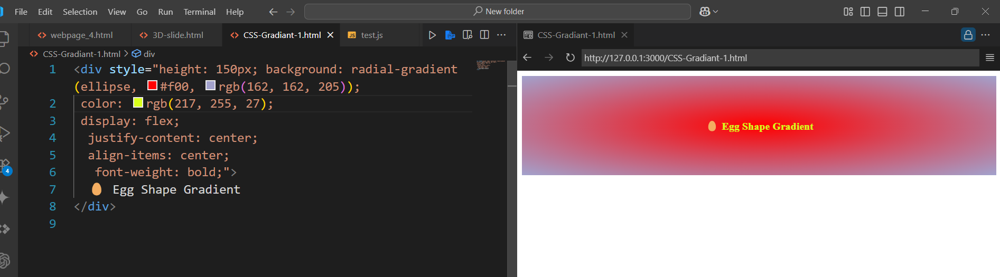 File Edit Selection View Go Run Terminal Help
New folder
webpage_4.html 3D-slide.html CSS-Gradiant-1.html JS test.js
CSS-Gradiant-1.html > div
1 <div style="height: 150px; background: radial-gradient
(ellipse, #f00, rgb(162, 162, 205));
2 color: rgb(217, 255, 27);
3 display: flex;
4 justify-content: center;
5 align-items: center;
6 font-weight: bold;">
7 🥚 Egg Shape Gradient
8 </div>
9
4
CSS-Gradiant-1.html
http://127.0.0.1:3000/CSS-Gradiant-1.html
🥚 Egg Shape Gradient